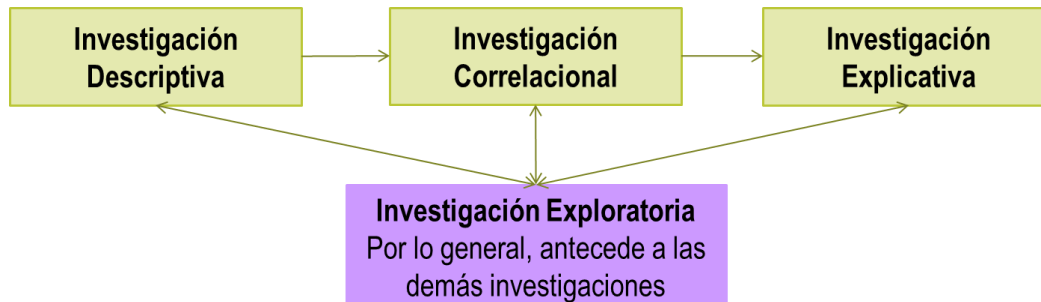 Investigación
Descriptiva
Investigación
Correlacional
Investigación
Explicativa
Investigación Exploratoria
Por lo general, antecede a las
demás investigaciones